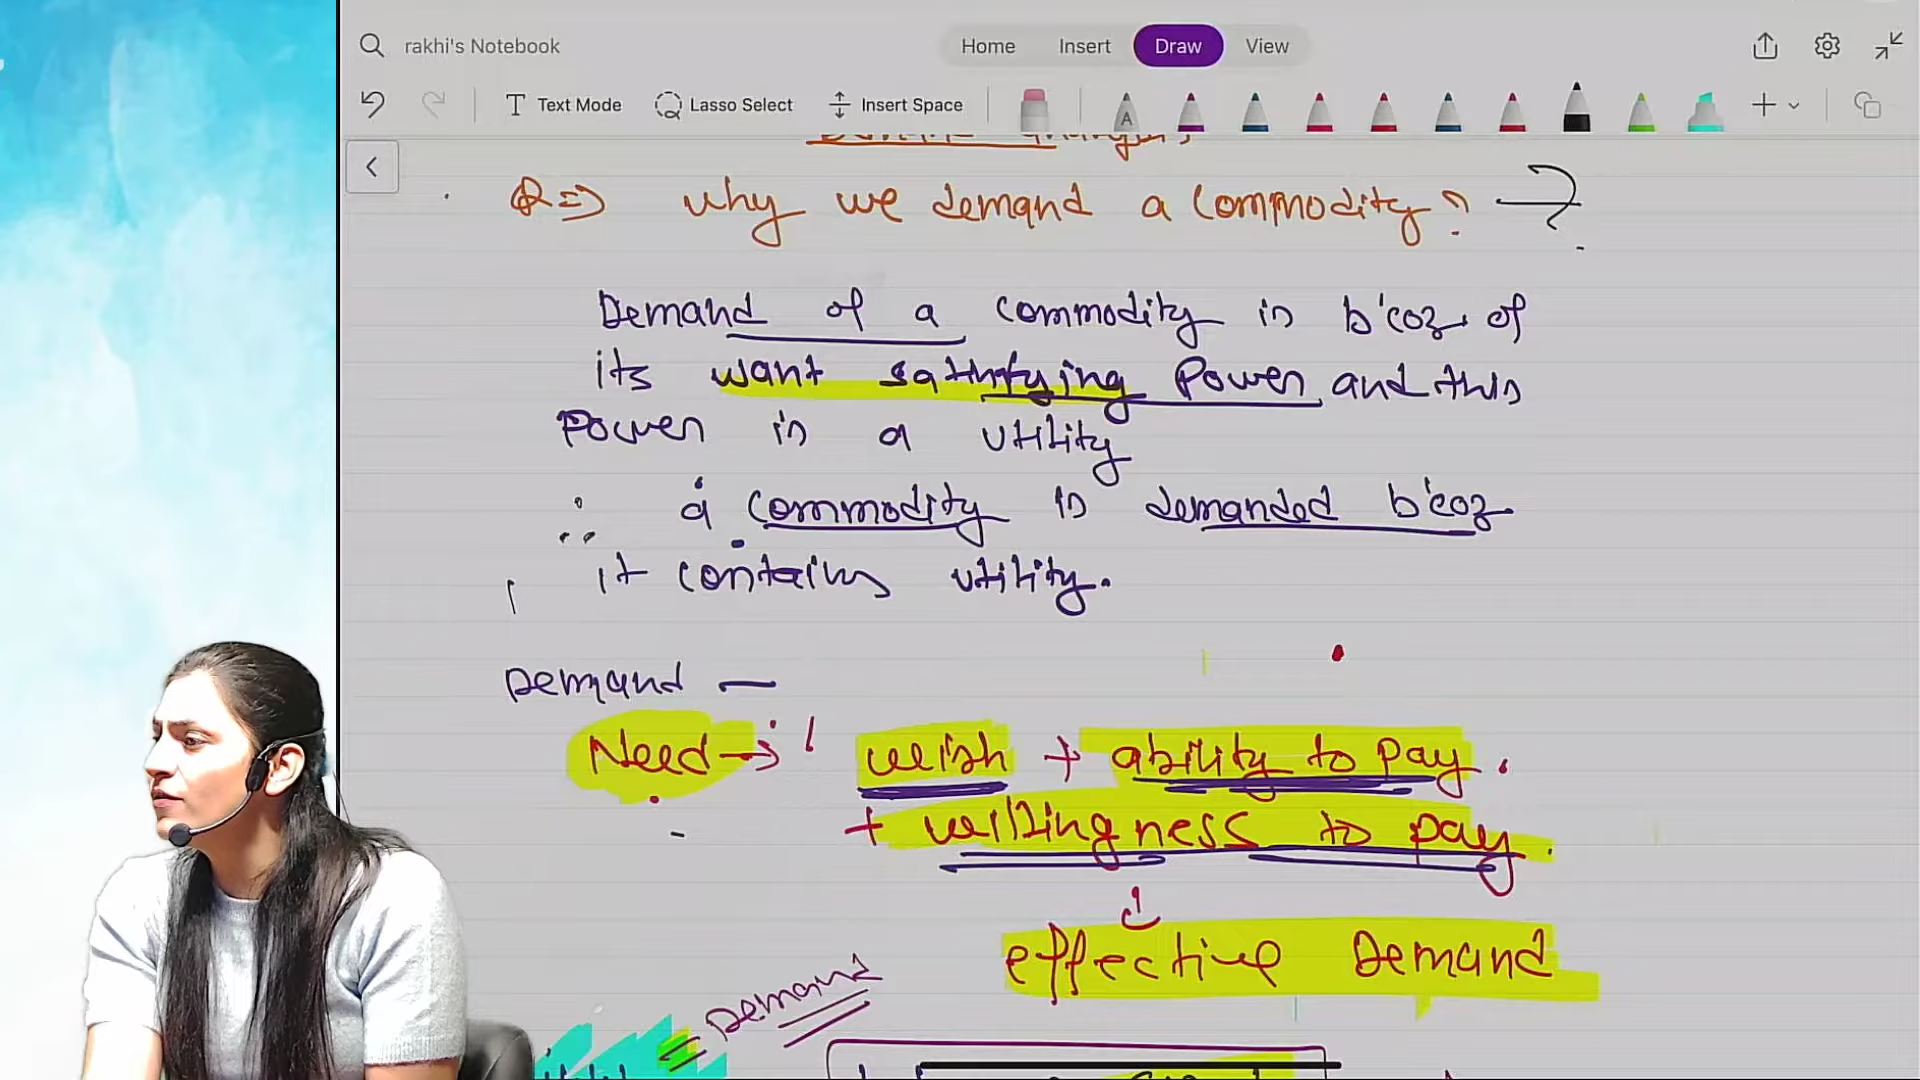 rakhi's Notebook
Home Insert Draw View
Text Mode Lasso Select Insert Space
Q⇒ Why we demand a commodity?
Demand of a commodity is b'coz of
its want satisfying Power and this
Power is a utility
∴ a commodity is demanded b'coz
it contains utility.
Demand —
Need → wish + ability to pay.
+ willingness to pay.
effective Demand
= Demand